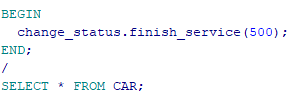 BEGIN
change_status.finish_service(500);
END;
/
SELECT * FROM CAR;